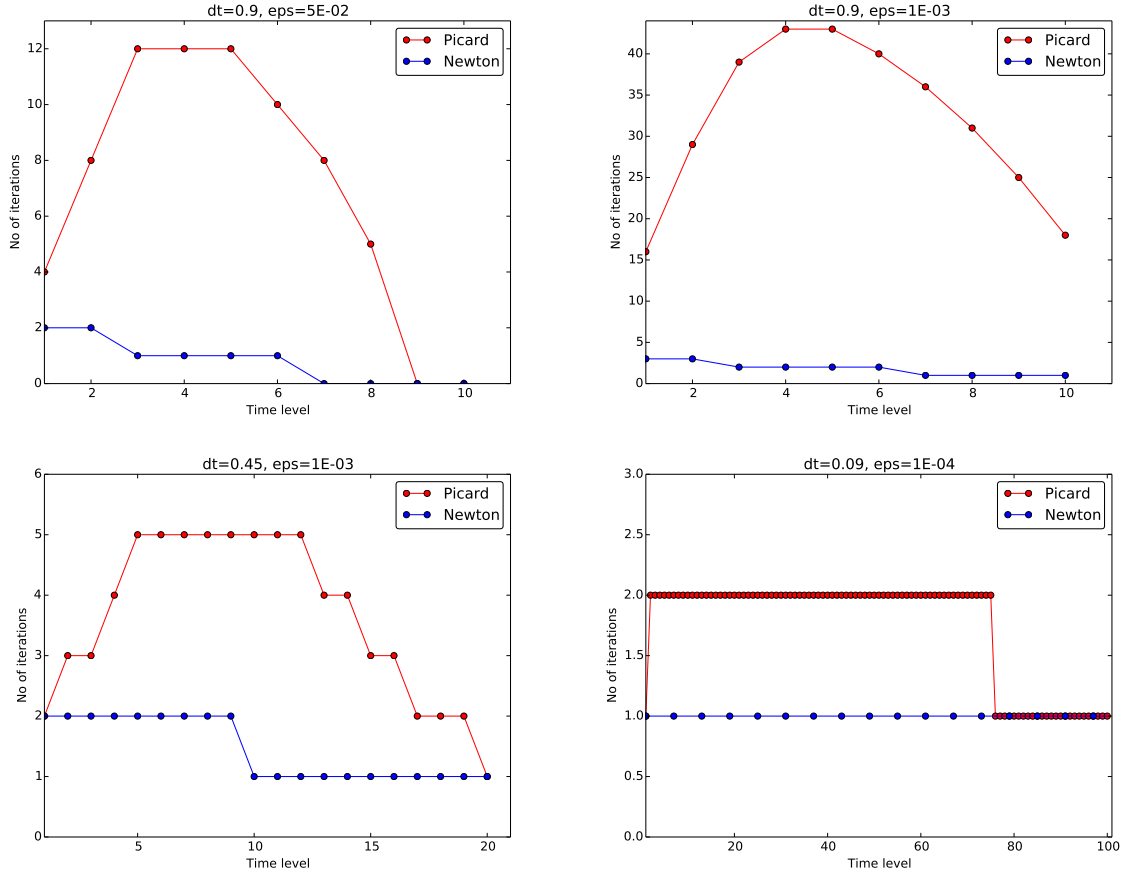 dt=0.9, eps=5E-02
12
10
8
6
4
2
0
No of iterations
Picard
Newton
2 4 6 8 10
Time level
dt=0.9, eps=1E-03
40
35
30
25
20
15
10
5
0
No of iterations
Picard
Newton
2 4 6 8 10
Time level
dt=0.45, eps=1E-03
6
5
4
3
2
1
0
No of iterations
Picard
Newton
5 10 15 20
Time level
dt=0.09, eps=1E-04
3.0
2.5
2.0
1.5
1.0
0.5
0.0
No of iterations
Picard
Newton
20 40 60 80 100
Time level